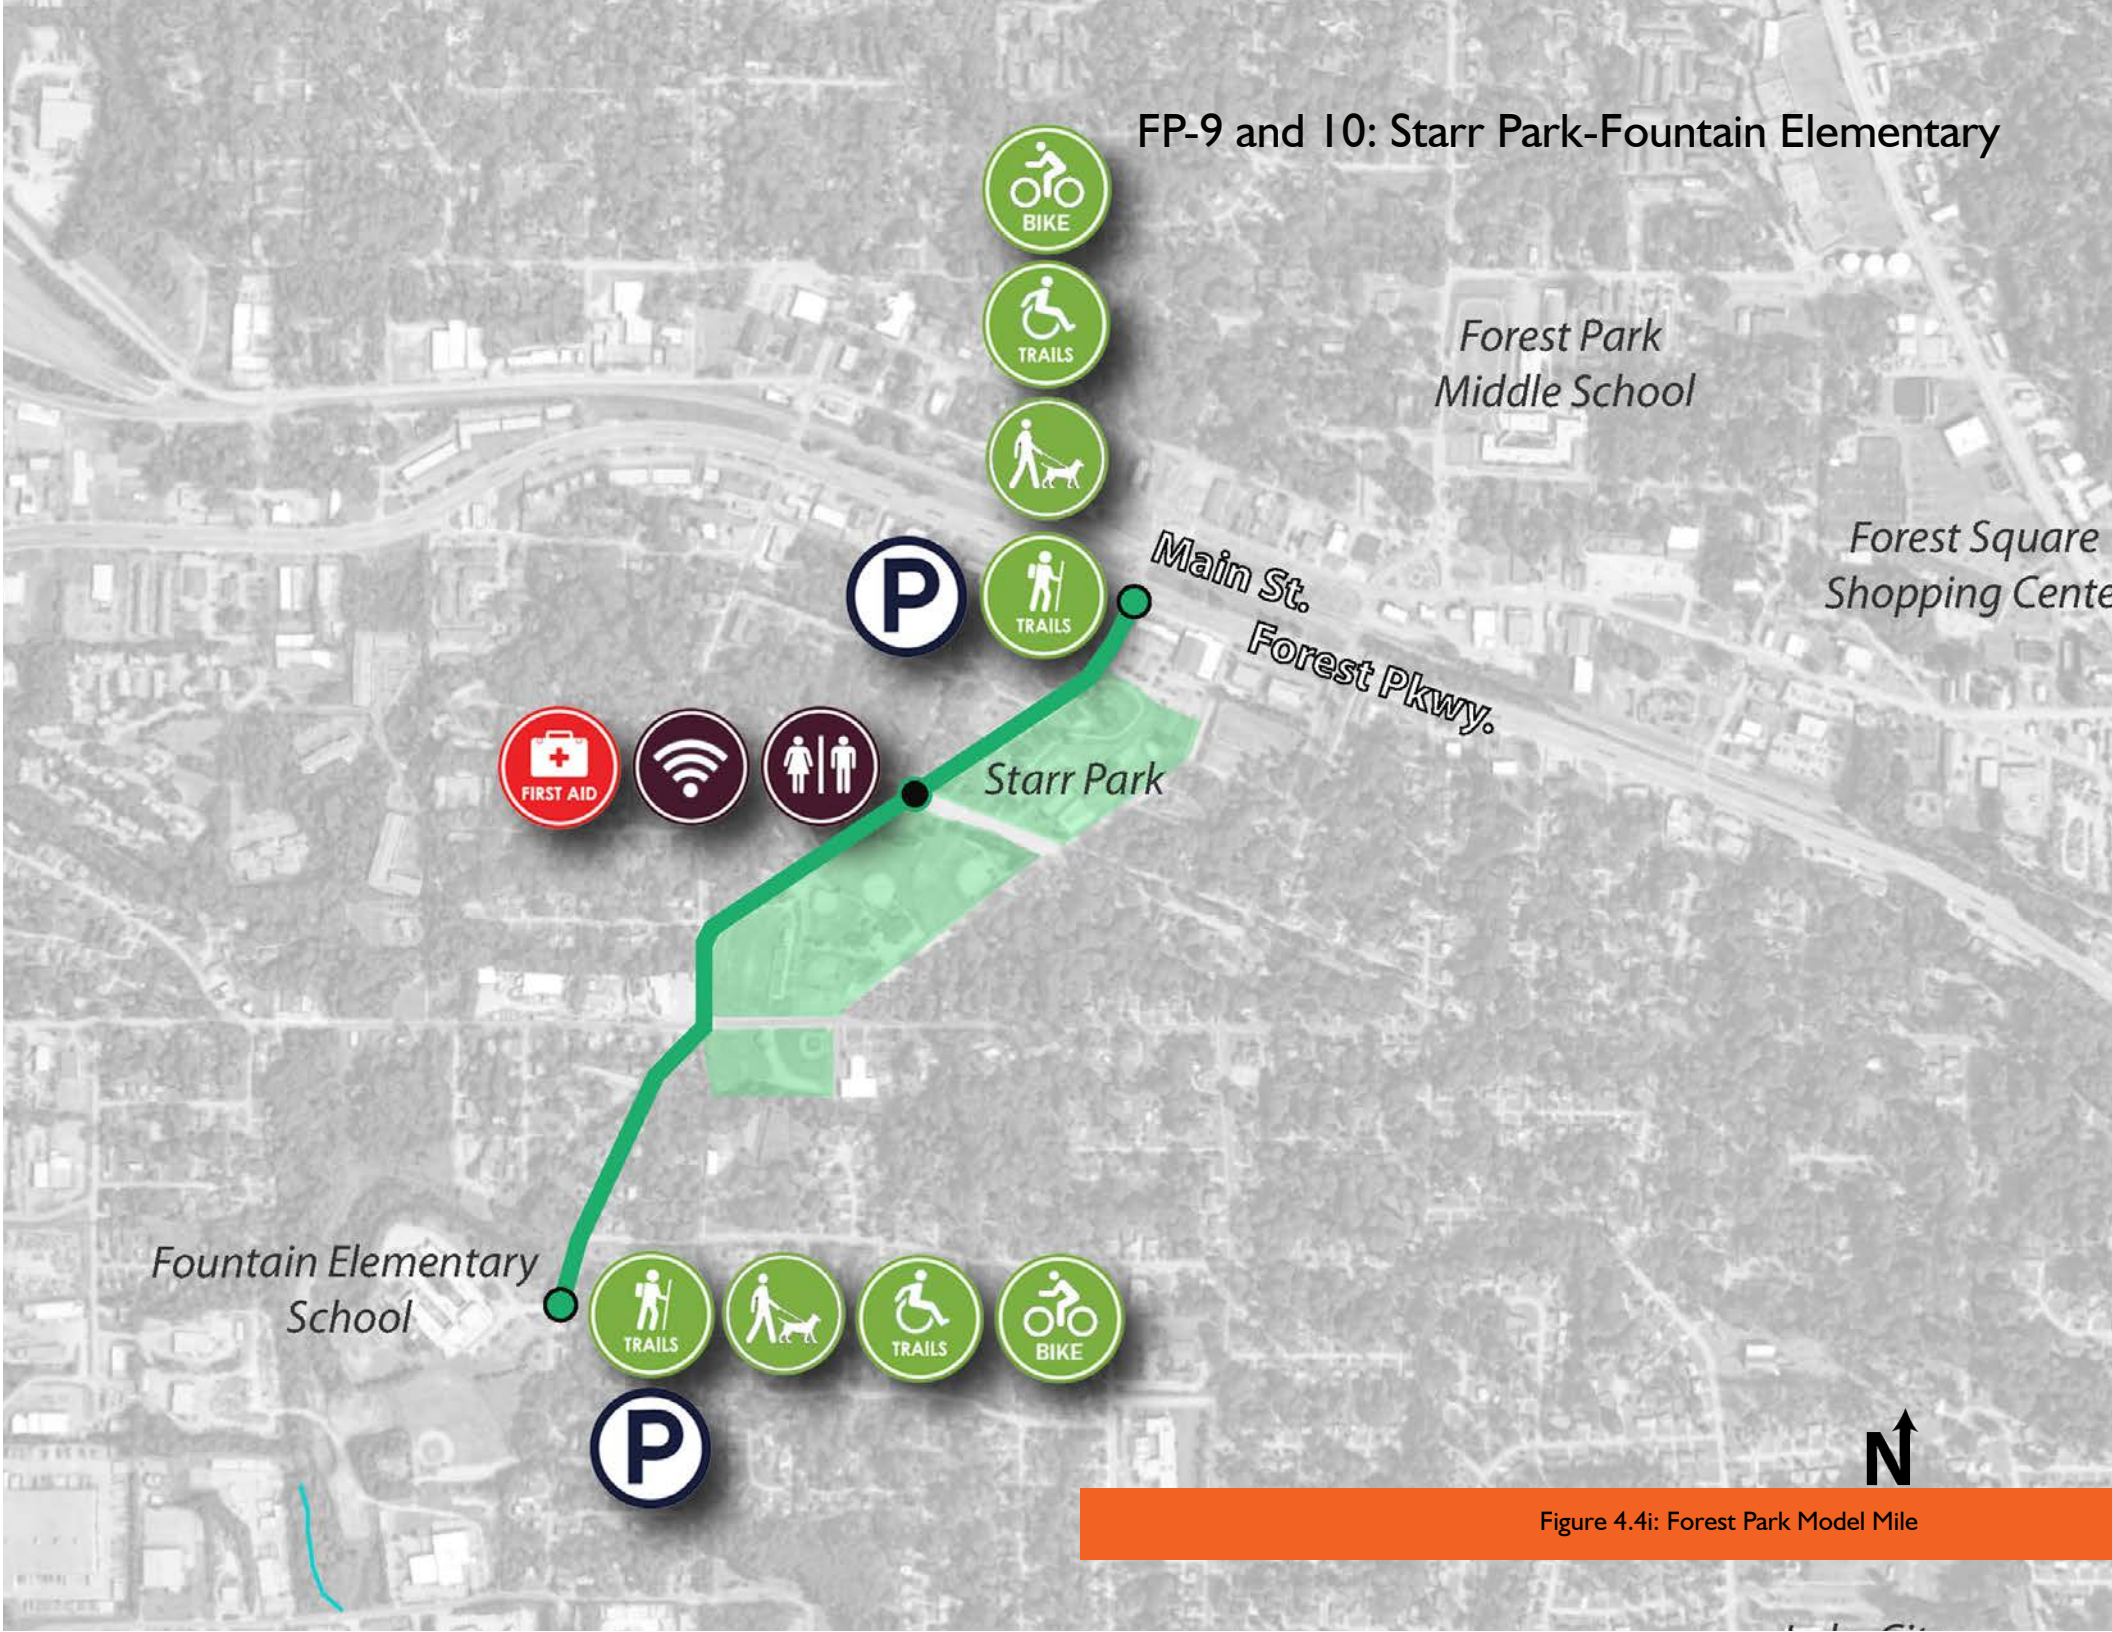 FP-9 and 10: Starr Park-Fountain Elementary
BIKE
TRAILS
Forest Park
Middle School
Forest Square
Shopping Cente
P
TRAILS
Main St.
Forest Pkwy.
FIRST AID
Starr Park
Fountain Elementary
School
TRAILS
TRAILS
BIKE
P
N
Figure 4.4i: Forest Park Model Mile